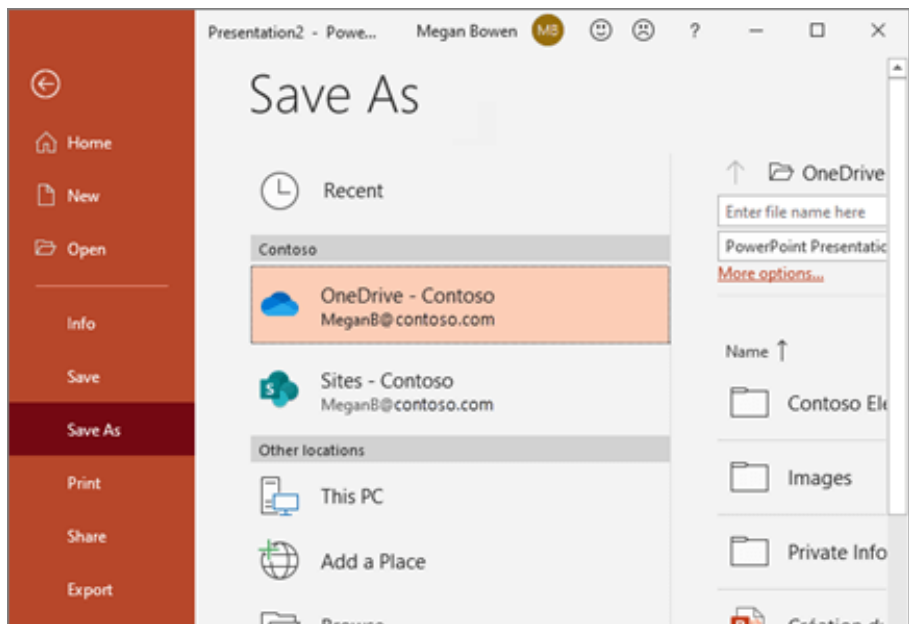 Presentation2 - Powe... Megan Bowen MB ?
Save As
Home
New
Open
Info
Save
Save As
Print
Share
Export
Recent
Contoso
OneDrive - Contoso
MeganB@contoso.com
S
Sites - Contoso
MeganB@contoso.com
Other locations
This PC
Add a Place
Browse
OneDrive
Enter file name here
PowerPoint Presentatic
More options...
Name
Contoso Ele
Images
Private Info
Création d